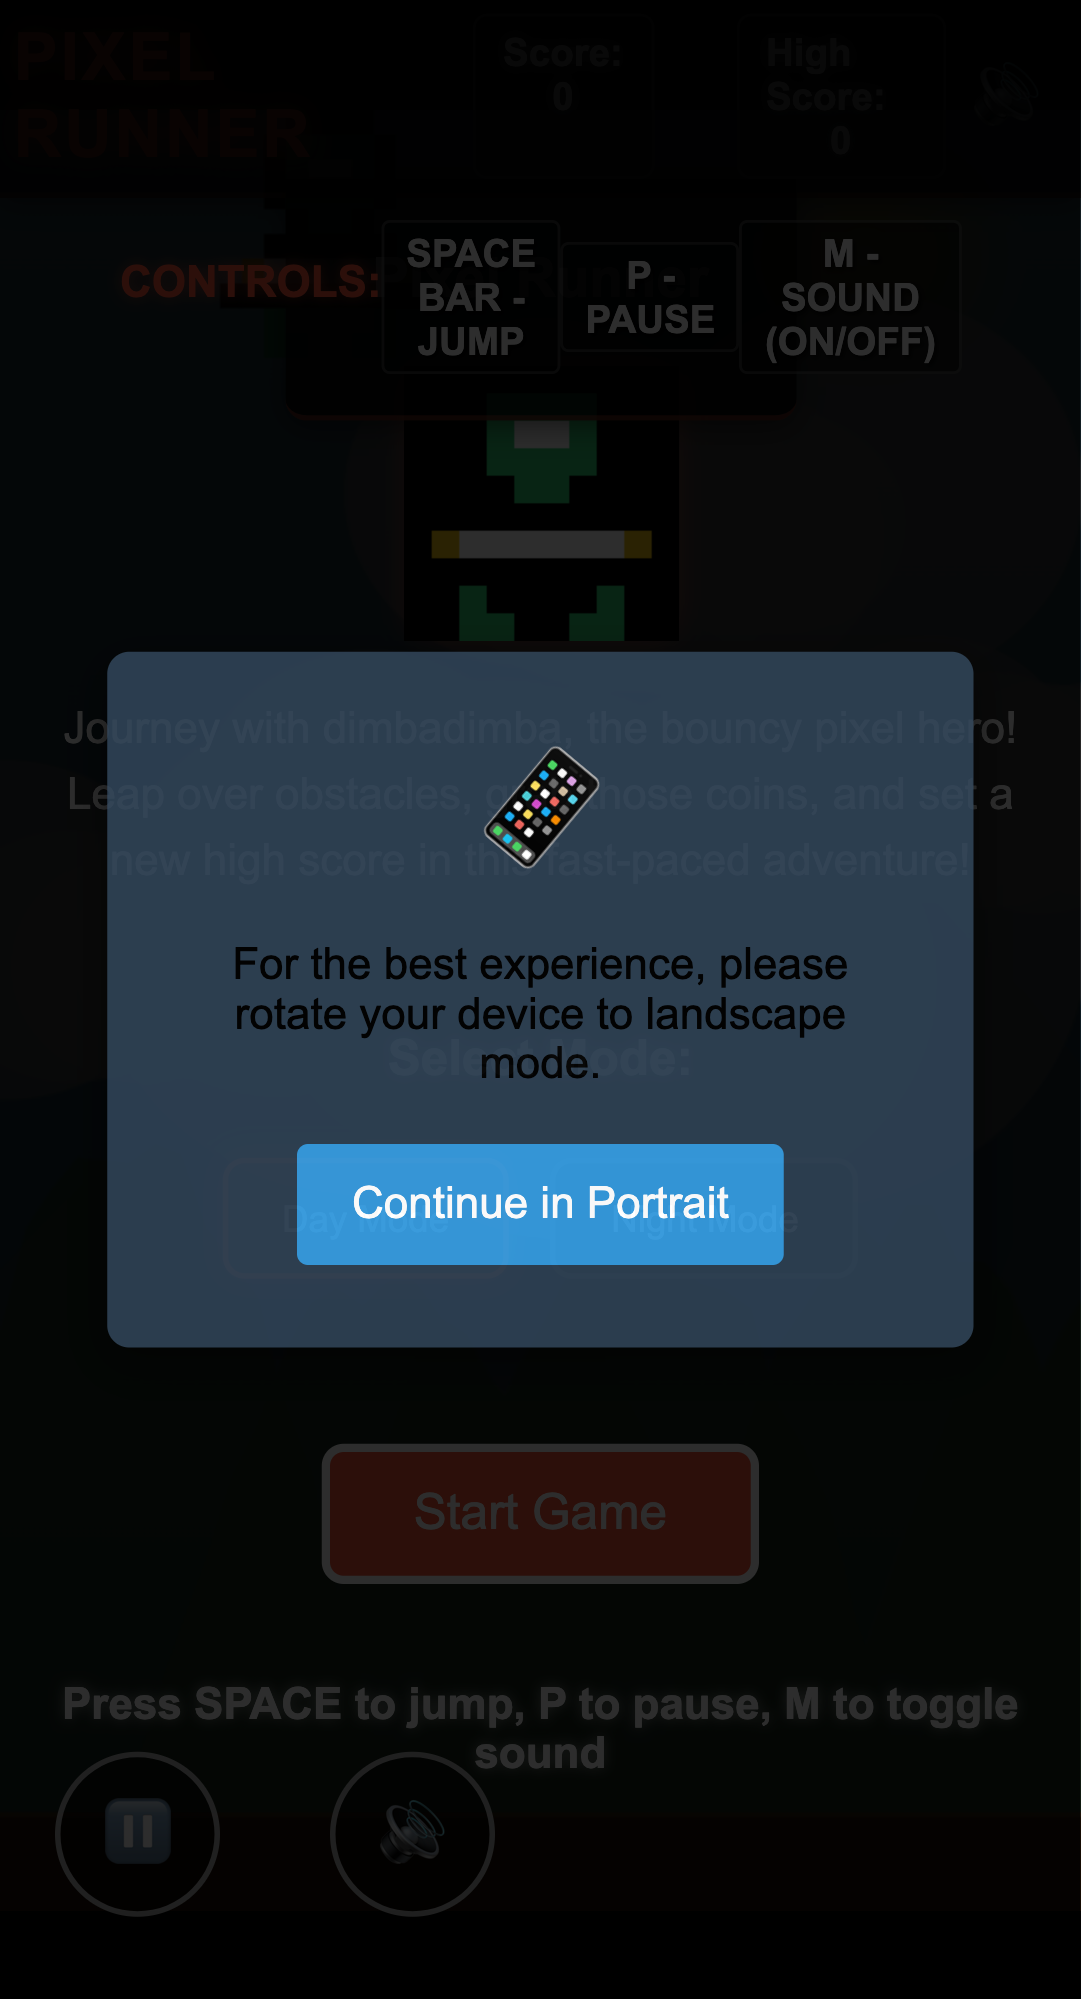 PIXEL
RUNNER
Score:
0
High
Score:
0
CONTROLS:
SPACE
BAR -
JUMP
P -
PAUSE
M -
SOUND
(ON/OFF)
Runner
Journey with dimbadimba, the bouncy pixel hero!
Leap over obstacles, those coins, and set a
new high score in this fast-paced adventure!
For the best experience, please
rotate your device to landscape
mode.
Select Mode:
Continue in Portrait
Day Mode
Night Mode
Start Game
Press SPACE to jump, P to pause, M to toggle
sound